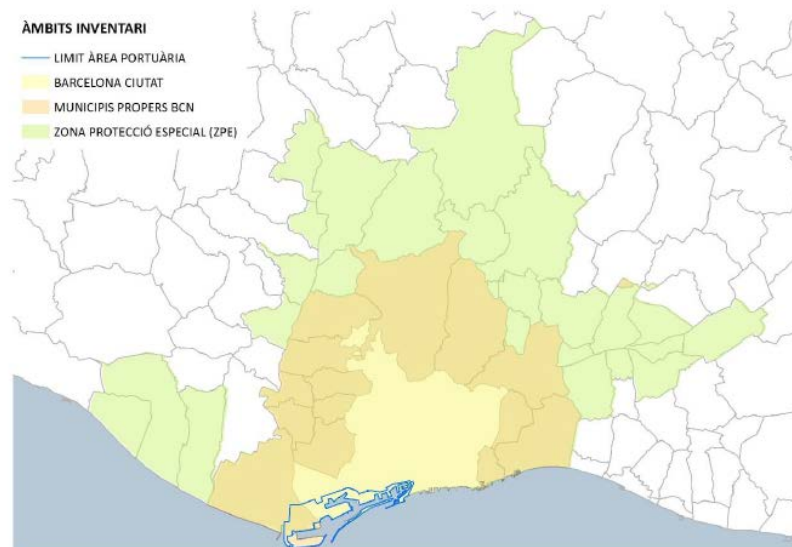 ÀMBITS INVENTARI
LIMIT ÀREA PORTUÀRIA
BARCELONA CIUTAT
MUNICIPIS PROPERS BCN
ZONA PROTECCIÓ ESPECIAL (ZPE)